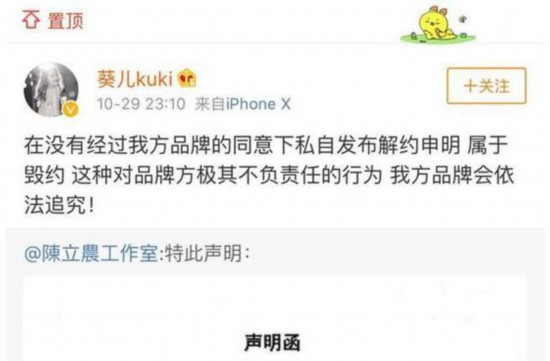 置顶
葵儿kuki
10-29 23:10 来自iPhone X
十关注
在没有经过我方品牌的同意下私自发布解约申明 属于
毁约 这种对品牌方极其不负责任的行为 我方品牌会依
法追究！
@陳立農工作室:特此声明：
声明函